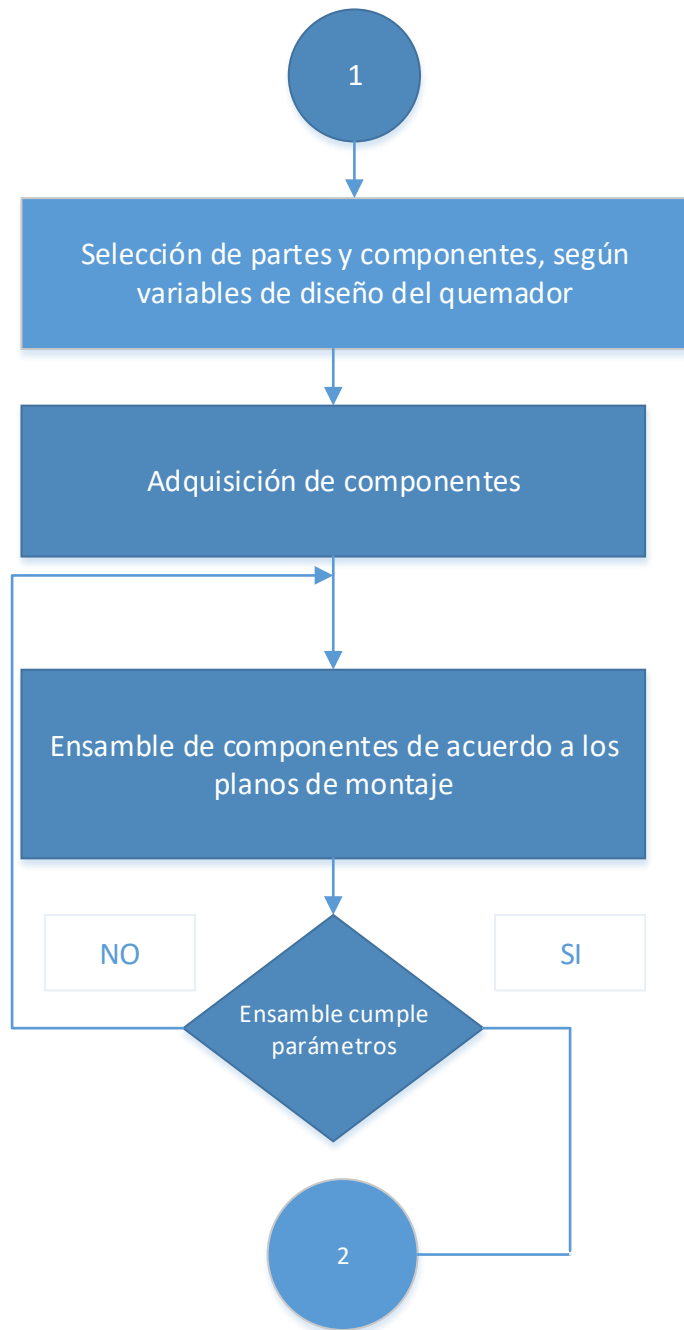 1
Selección de partes y componentes, según
variables de diseño del quemador
Adquisición de componentes
Ensamble de componentes de acuerdo a los
planos de montaje
NO
SI
Ensamble cumple
parámetros
2